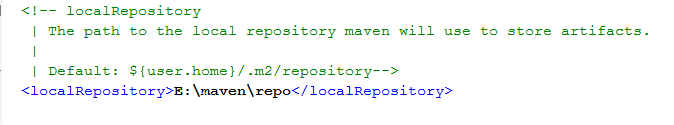 <!-- localRepository
| The path to the local repository maven will use to store artifacts.
|
| Default: ${user.home}/.m2/repository-->
<localRepository>E:\maven\repo</localRepository>